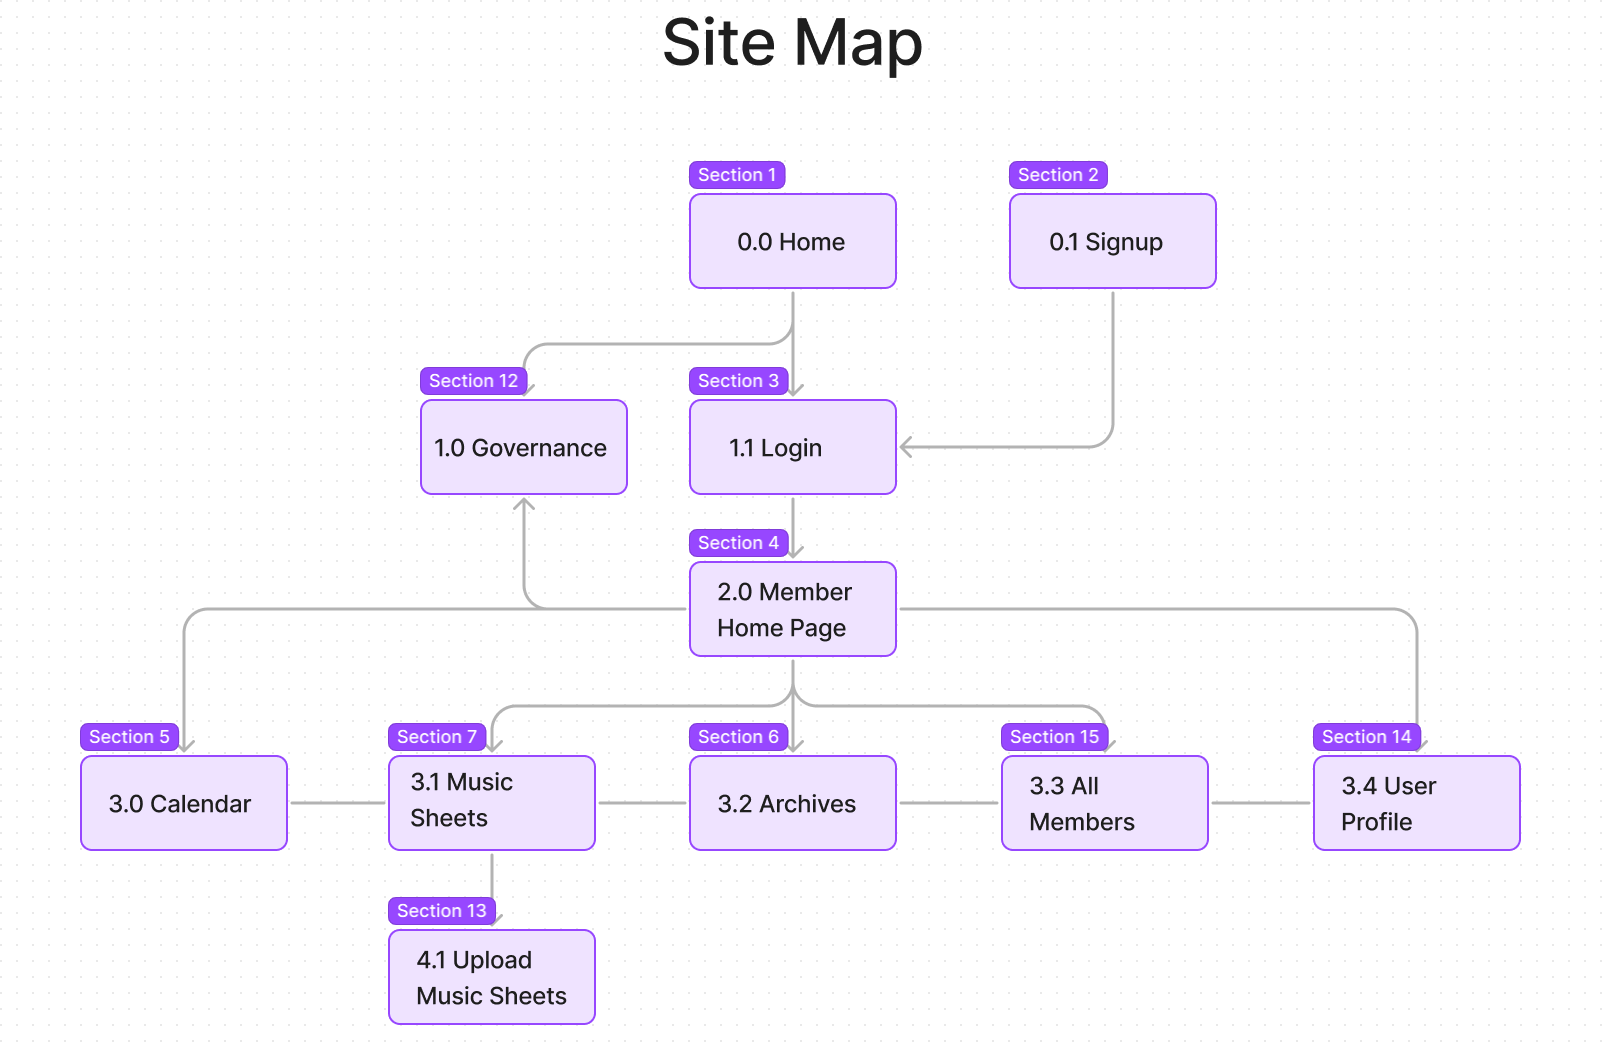 Site Map
Section 1
0.0 Home
Section 2
0.1 Signup
Section 12
1.0 Governance
Section 3
1.1 Login
Section 4
2.0 Member
Home Page
Section 5
3.0 Calendar
Section 7
3.1 Music
Sheets
Section 6
3.2 Archives
Section 15
3.3 All
Members
Section 14
3.4 User
Profile
Section 13
4.1 Upload
Music Sheets